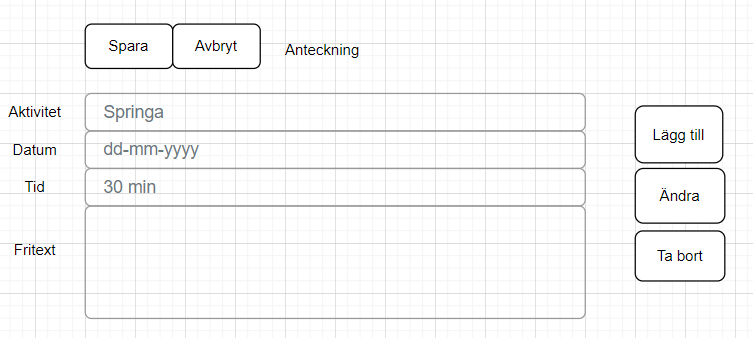 Spara
Avbryt
Anteckning
Aktivitet
Springa
Datum
dd-mm-yyyy
Tid
30 min
Fritext
Lägg till
Ändra
Ta bort